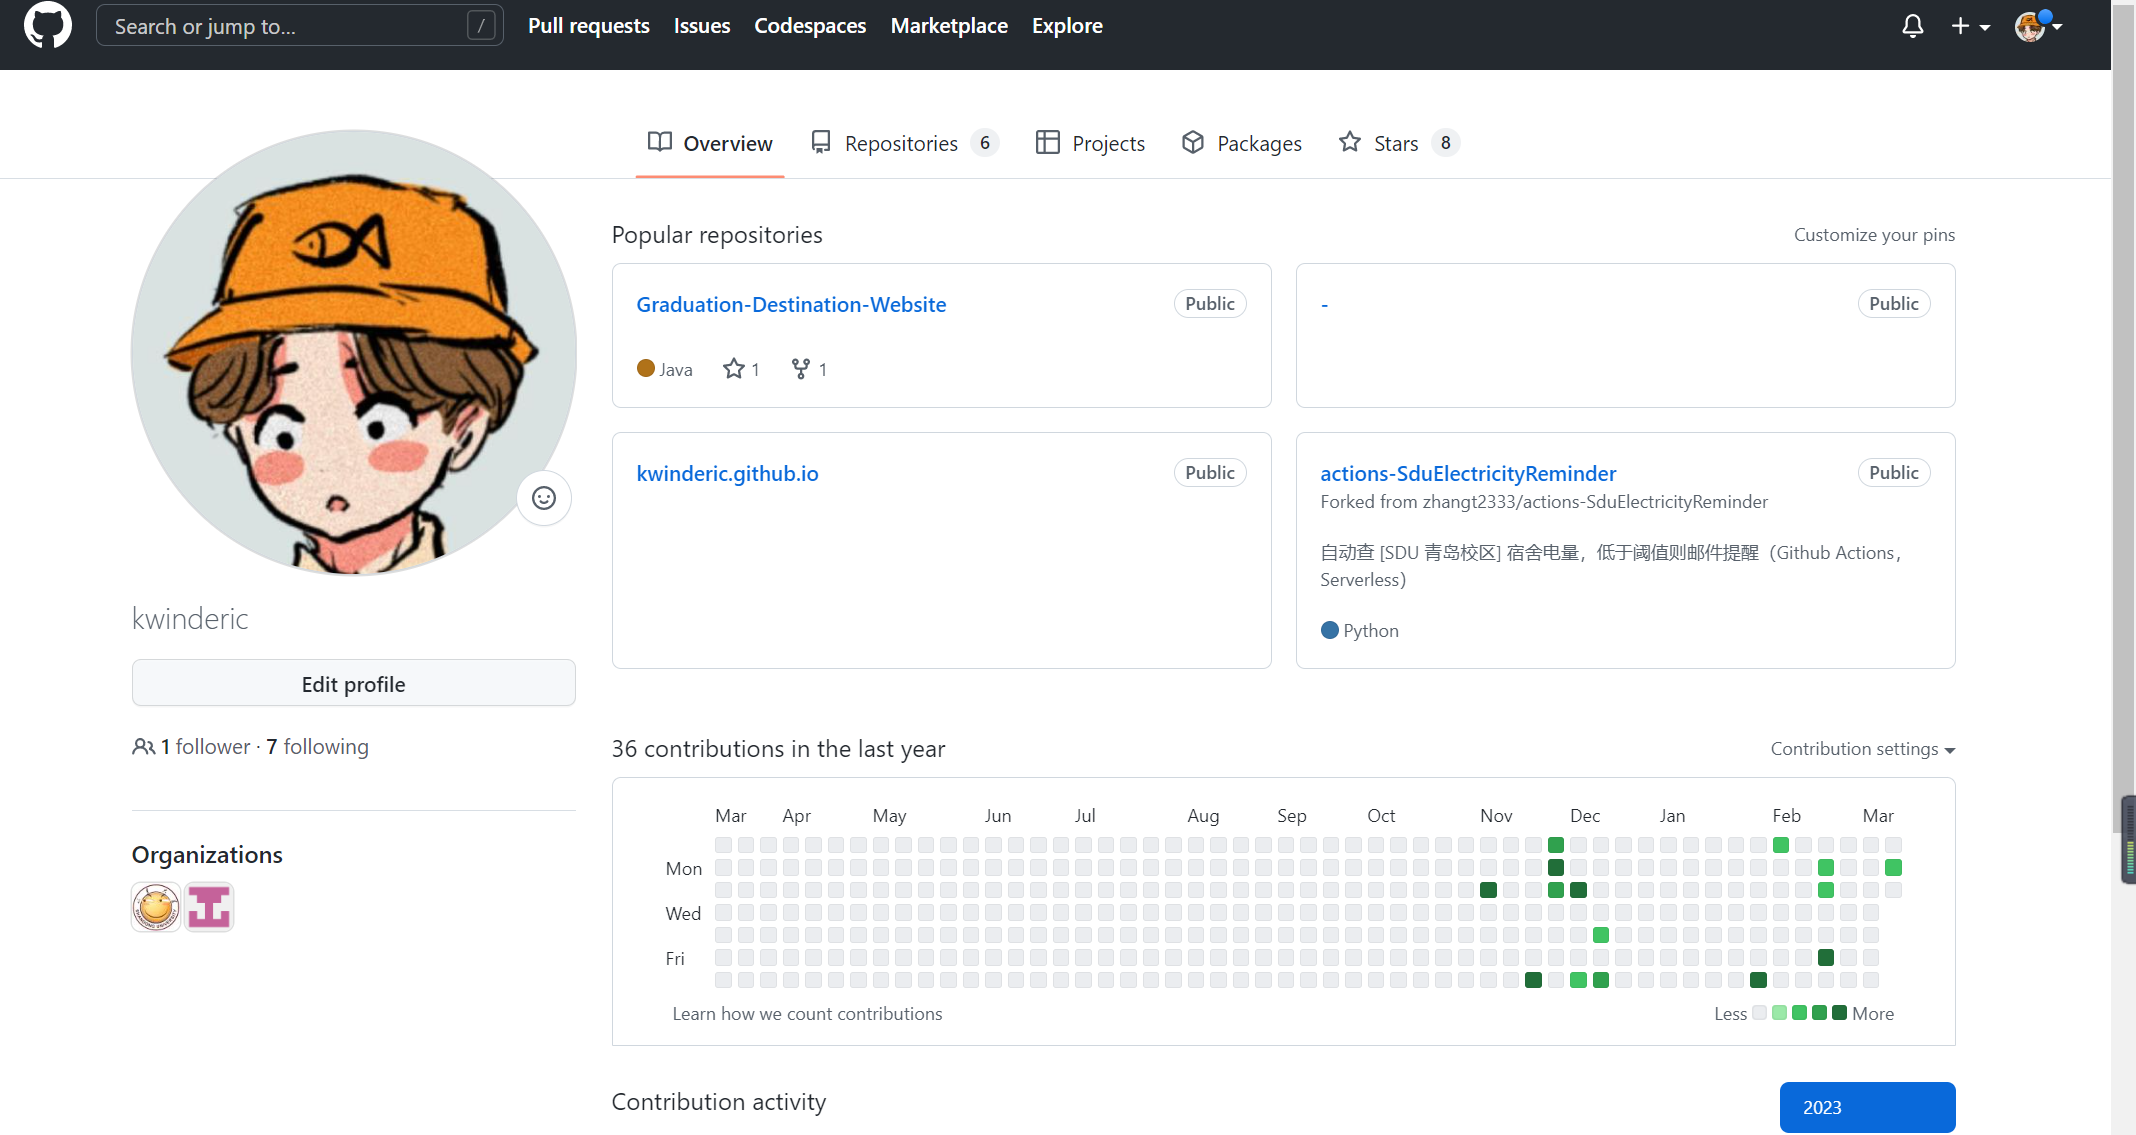 Search or jump to... / Pull requests Issues Codespaces Marketplace Explore
Overview Repositories 6 Projects Packages Stars 8
Popular repositories Customize your pins
Graduation-Destination-Website Public
Java 1 1
- Public
kwinderic.github.io Public
actions-SduElectricityReminder Public
Forked from zhangt2333/actions-SduElectricityReminder
自动查 [SDU 青岛校区] 宿舍电量，低于阈值则邮件提醒（Github Actions，
Serverless）
Python
kwinderic
Edit profile
1 follower · 7 following
Organizations
36 contributions in the last year Contribution settings
Mar Apr May Jun Jul Aug Sep Oct Nov Dec Jan Feb Mar
Mon
Wed
Fri
Learn how we count contributions Less More
Contribution activity 2023